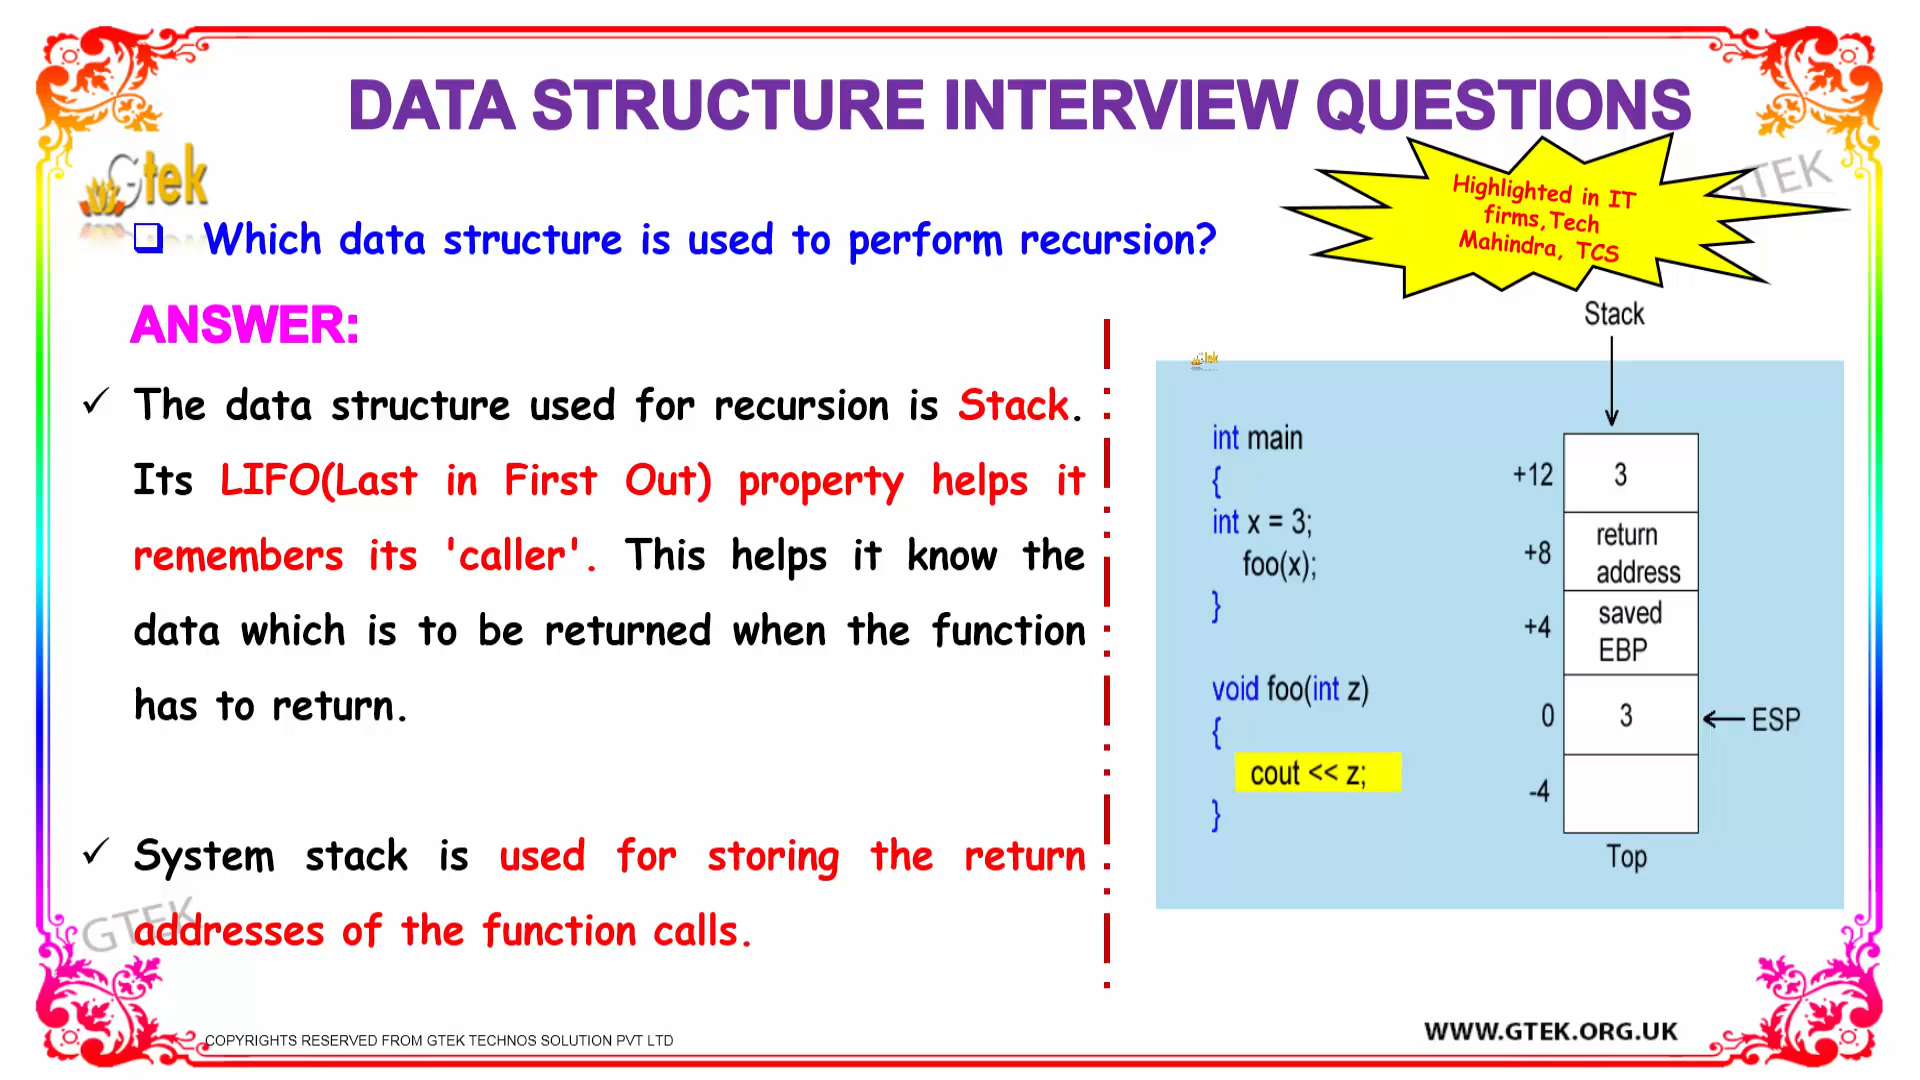 DATA STRUCTURE INTERVIEW QUESTIONS
Gtek
GTEK
Highlighted in IT
firms,Tech
Mahindra, TCS
Which data structure is used to perform recursion?
ANSWER:
The data structure used for recursion is Stack.
Its LIFO(Last in First Out) property helps it
remembers its 'caller'. This helps it know the
data which is to be returned when the function
has to return.
System stack is used for storing the return
addresses of the function calls.
GTEK
Stack
Gtek
int main
{
int x = 3;
foo(x);
}
void foo(int z)
{
cout << z;
}
+12 3
+8 return
address
+4 saved
EBP
0 3 ESP
-4
Top
COPYRIGHTS RESERVED FROM GTEK TECHNOS SOLUTION PVT LTD
WWW.GTEK.ORG.UK